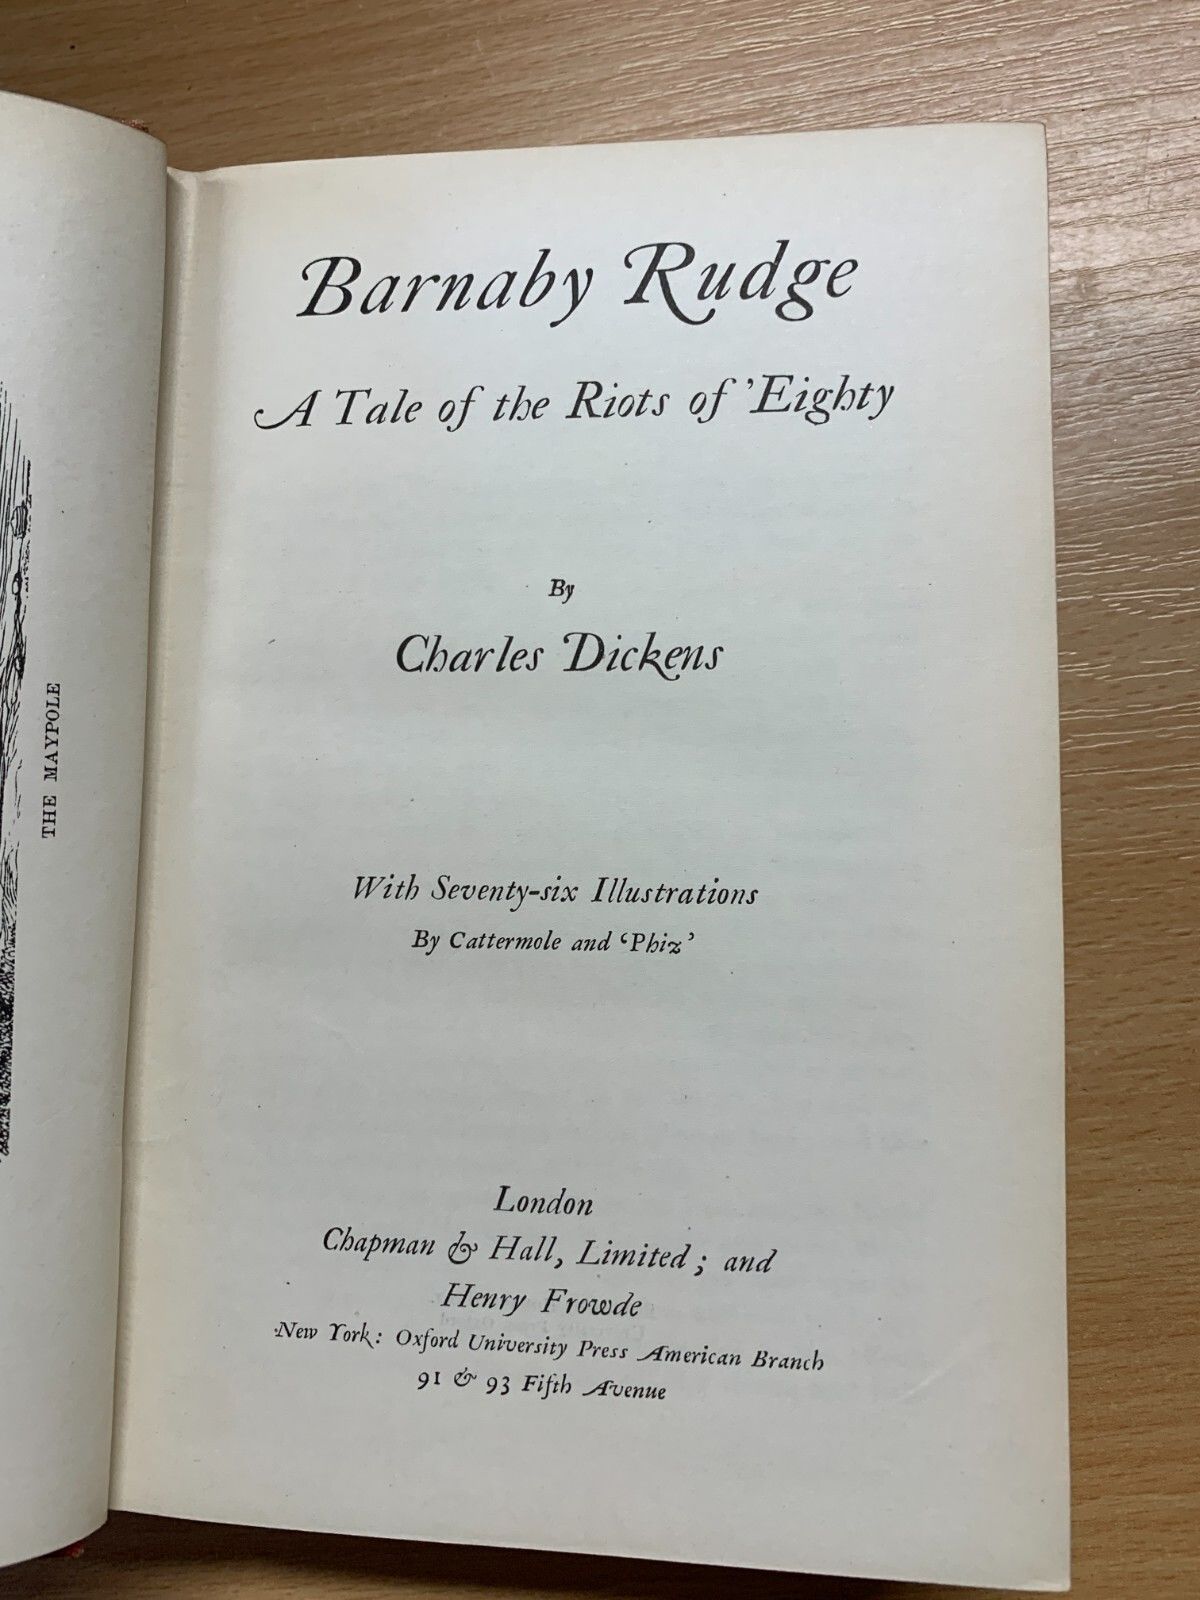 THE MAYPOLE
Barnaby Rudge
A Tale of the Riots of 'Eighty
By
Charles Dickens
With Seventy-six Illustrations
By Cattermole and 'Phiz'
London
Chapman & Hall, Limited; and
Henry Frowde
New York: Oxford University Press American Branch
91 & 93 Fifth Avenue